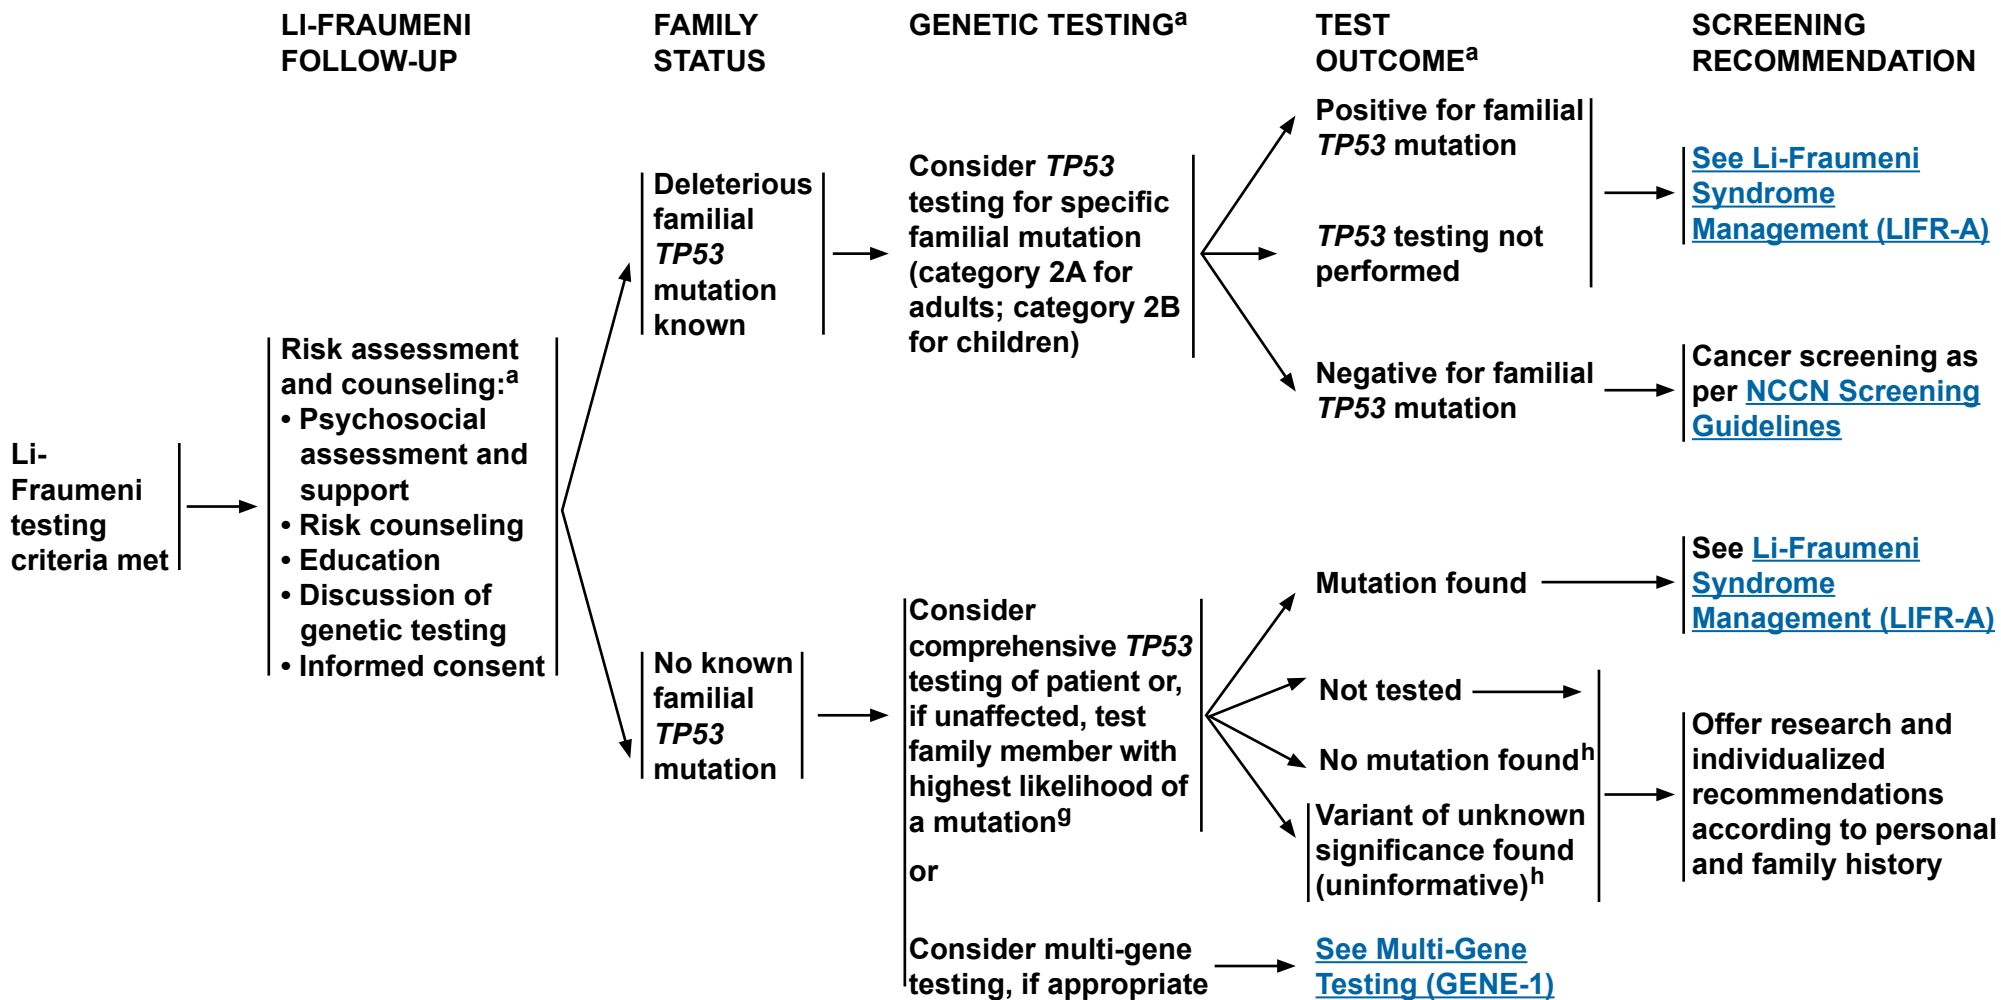 LI-FRAUMENI
FOLLOW-UP
FAMILY
STATUS
GENETIC TESTINGa
TEST
OUTCOMEa
SCREENING
RECOMMENDATION
Li-
Fraumeni
testing
criteria met
Risk assessment
and counseling:a
• Psychosocial
assessment and
support
• Risk counseling
• Education
• Discussion of
genetic testing
• Informed consent
Deleterious
familial
TP53
mutation
known
Consider TP53
testing for specific
familial mutation
(category 2A for
adults; category 2B
for children)
Positive for familial
TP53 mutation
TP53 testing not
performed
See Li-Fraumeni
Syndrome
Management (LIFR-A)
Negative for familial
TP53 mutation
Cancer screening as
per NCCN Screening
Guidelines
No known
familial
TP53
mutation
Consider
comprehensive TP53
testing of patient or,
if unaffected, test
family member with
highest likelihood of
a mutationg
or
Consider multi-gene
testing, if appropriate
Mutation found
See Li-Fraumeni
Syndrome
Management (LIFR-A)
Not tested
No mutation foundh
Variant of unknown
significance found
(uninformative)h
Offer research and
individualized
recommendations
according to personal
and family history
See Multi-Gene
Testing (GENE-1)